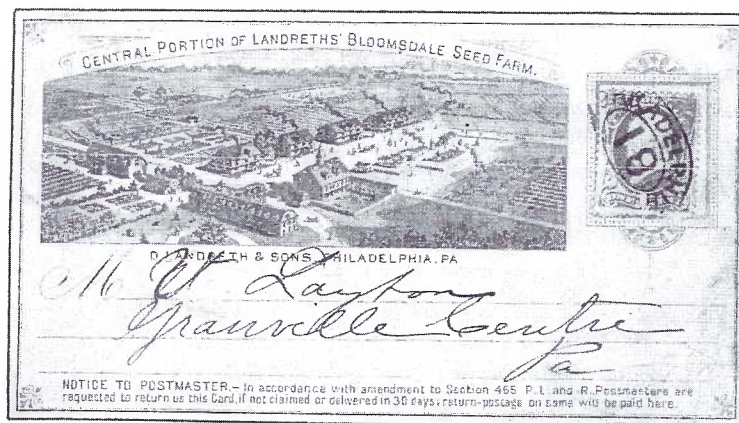 CENTRAL PORTION OF LANDRETHS' BLOOMSDALE SEED FARM.
PHILADELPHIA
PA.
D. LANDRETH & SONS, PHILADELPHIA, PA
Layton
Granville Centre
Pa
NOTICE TO POSTMASTER.- In accordance with amendment to Section 465 P. L. and R. Postmasters are
requested to return us this Card, if not claimed or delivered in 30 days; return-postage on same will be paid here.